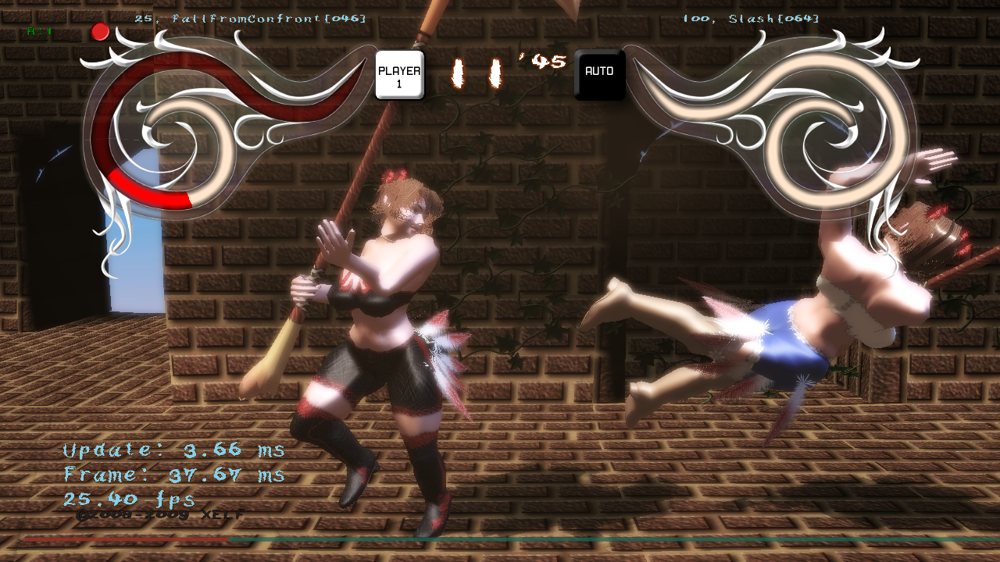 25, FallFromConfront[046]
100, Slash[064]
PLAYER
1
11 '45
AUTO
Update: 3.66 ms
Frame: 37.67 ms
25.40 fps
©2008-2009 XELF